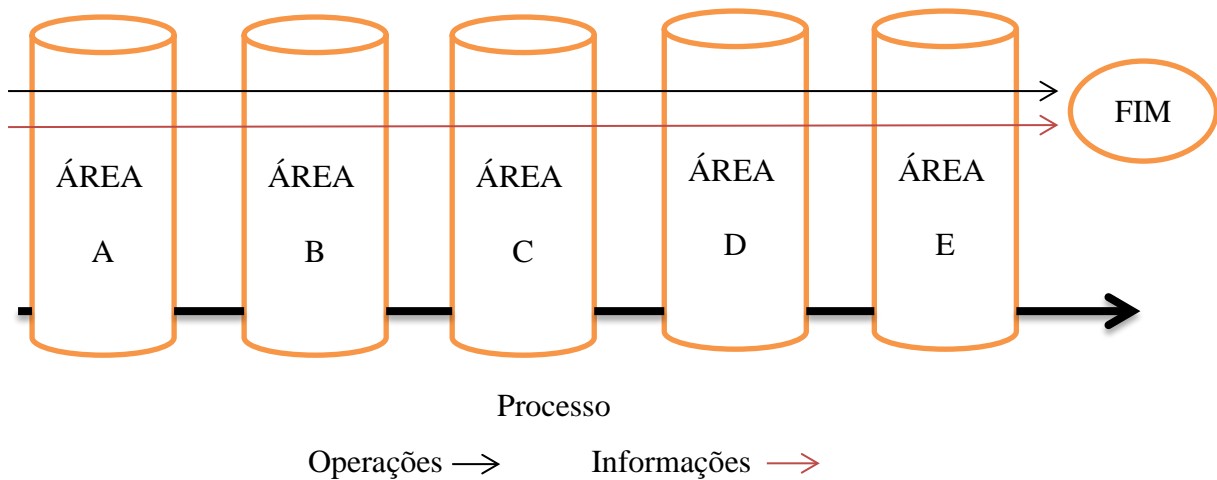 FIM
ÁREA ÁREA ÁREA ÁREA ÁREA
A B C D E
Processo
Operações Informações